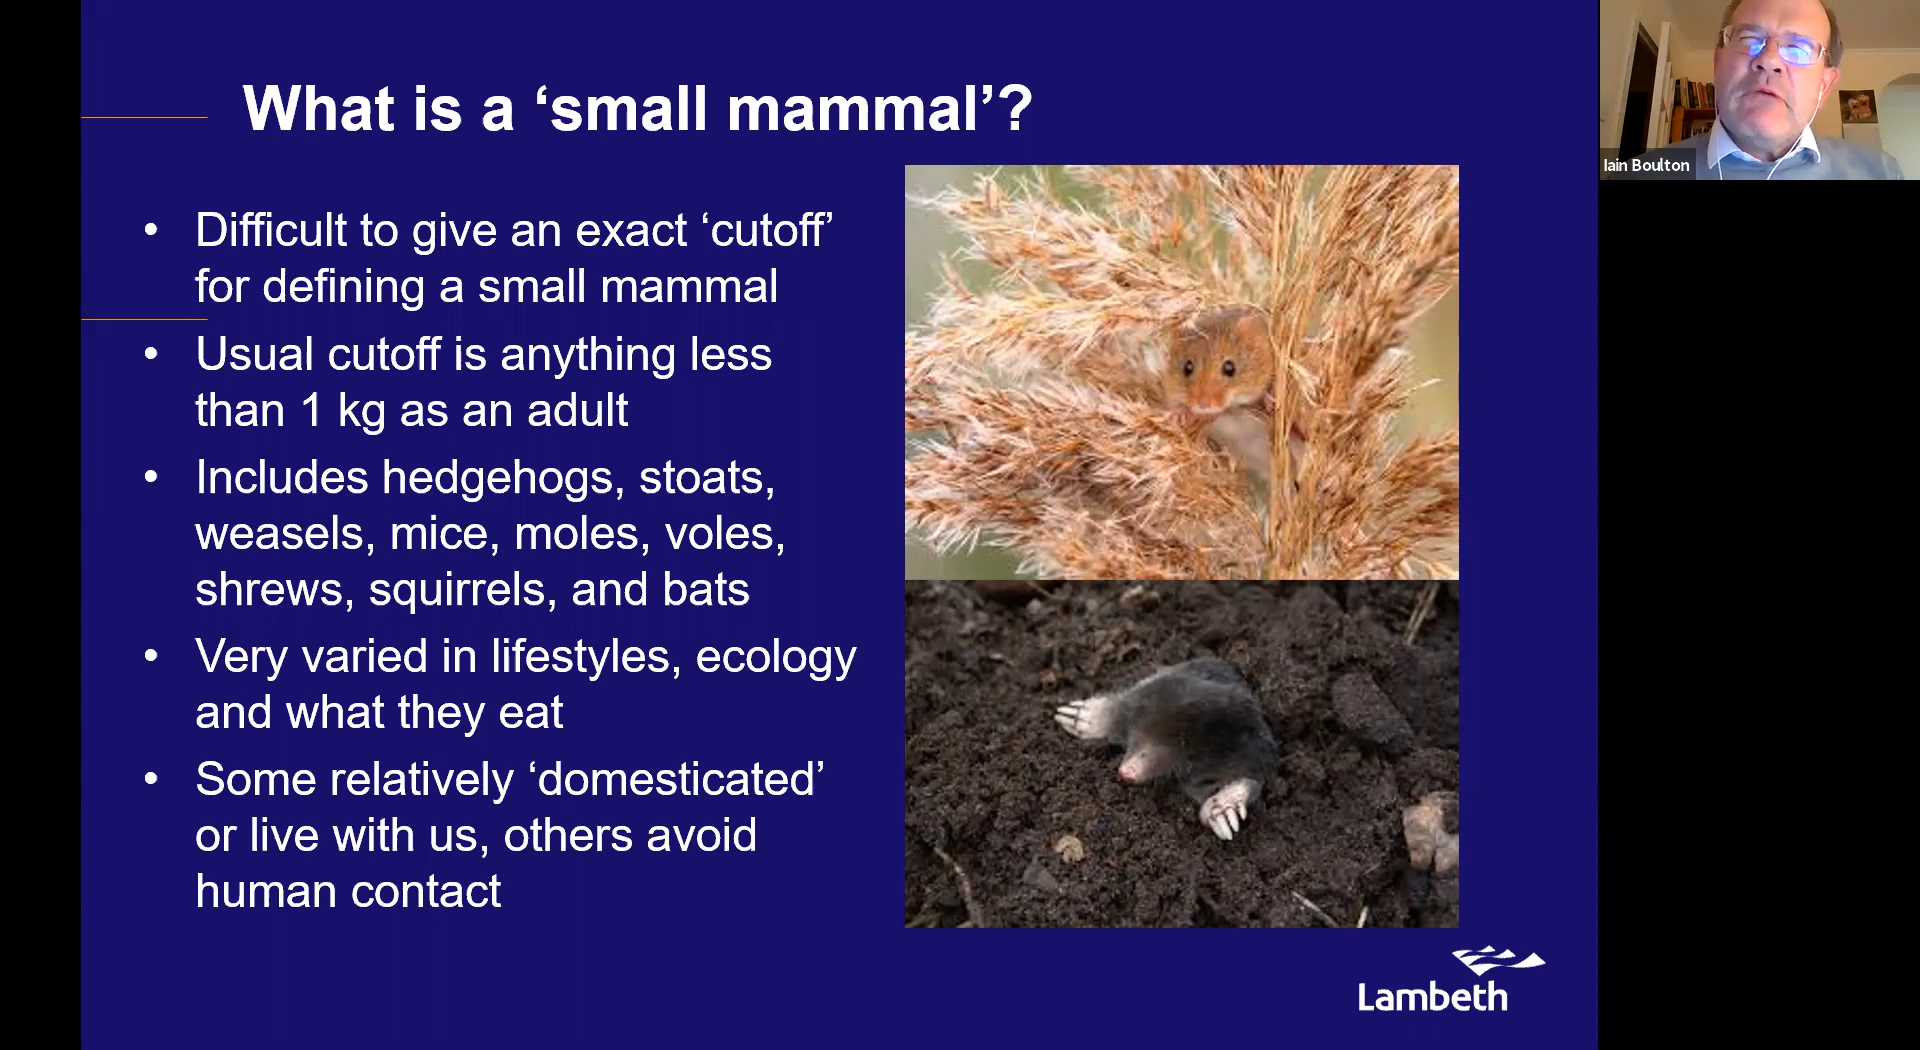 What is a ‘small mammal’?
• Difficult to give an exact ‘cutoff’
for defining a small mammal
• Usual cutoff is anything less
than 1 kg as an adult
• Includes hedgehogs, stoats,
weasels, mice, moles, voles,
shrews, squirrels, and bats
• Very varied in lifestyles, ecology
and what they eat
• Some relatively ‘domesticated’
or live with us, others avoid
human contact
Lambeth
Iain Boulton